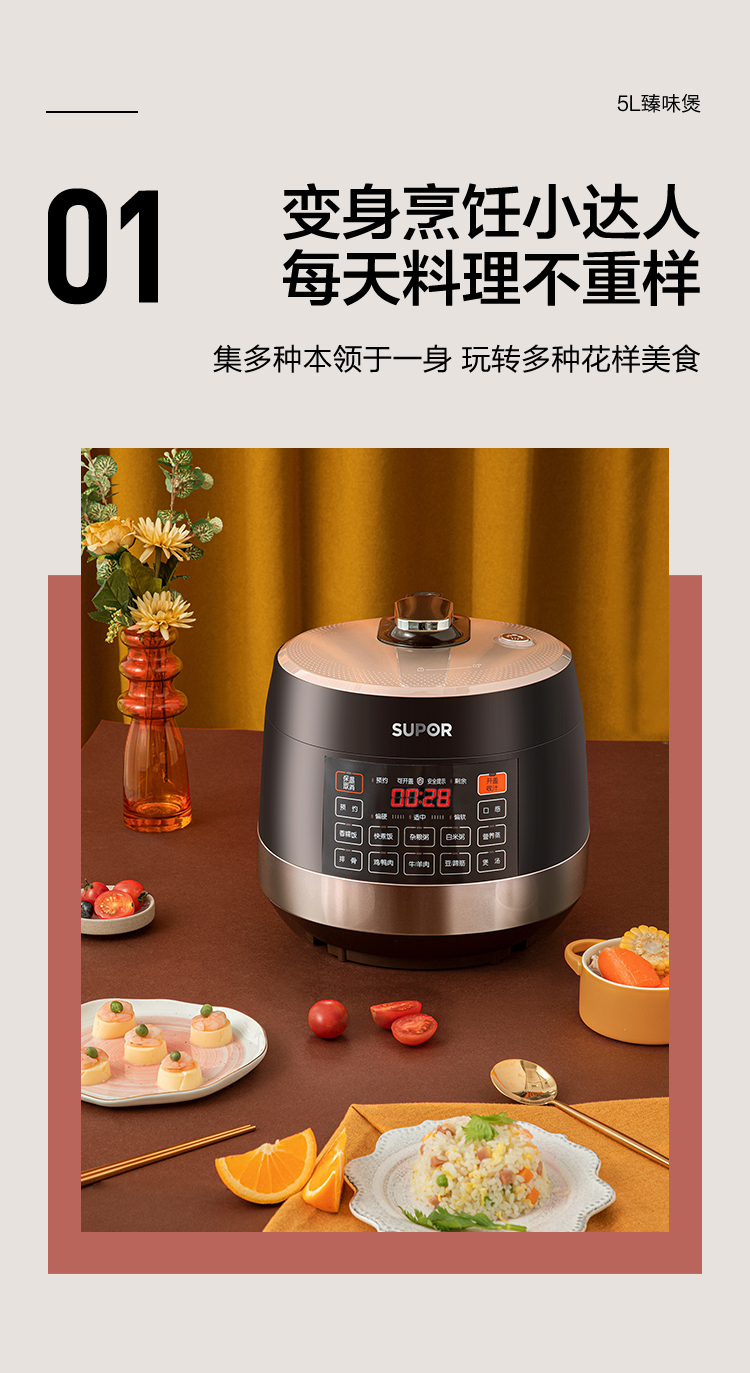 5L臻味煲
01
变身烹饪小达人
每天料理不重样
集多种本领于一身 玩转多种花样美食
SUPOR
保温 取消
预约 可开盖 安全提示 剩余
开盖 收汁
00:28
预约
口感
偏硬 适中 偏软
香糯饭 快煮饭 杂粮粥 白米粥 营养蒸
排骨 鸡/鸭肉 牛/羊肉 豆/蹄筋 煲汤